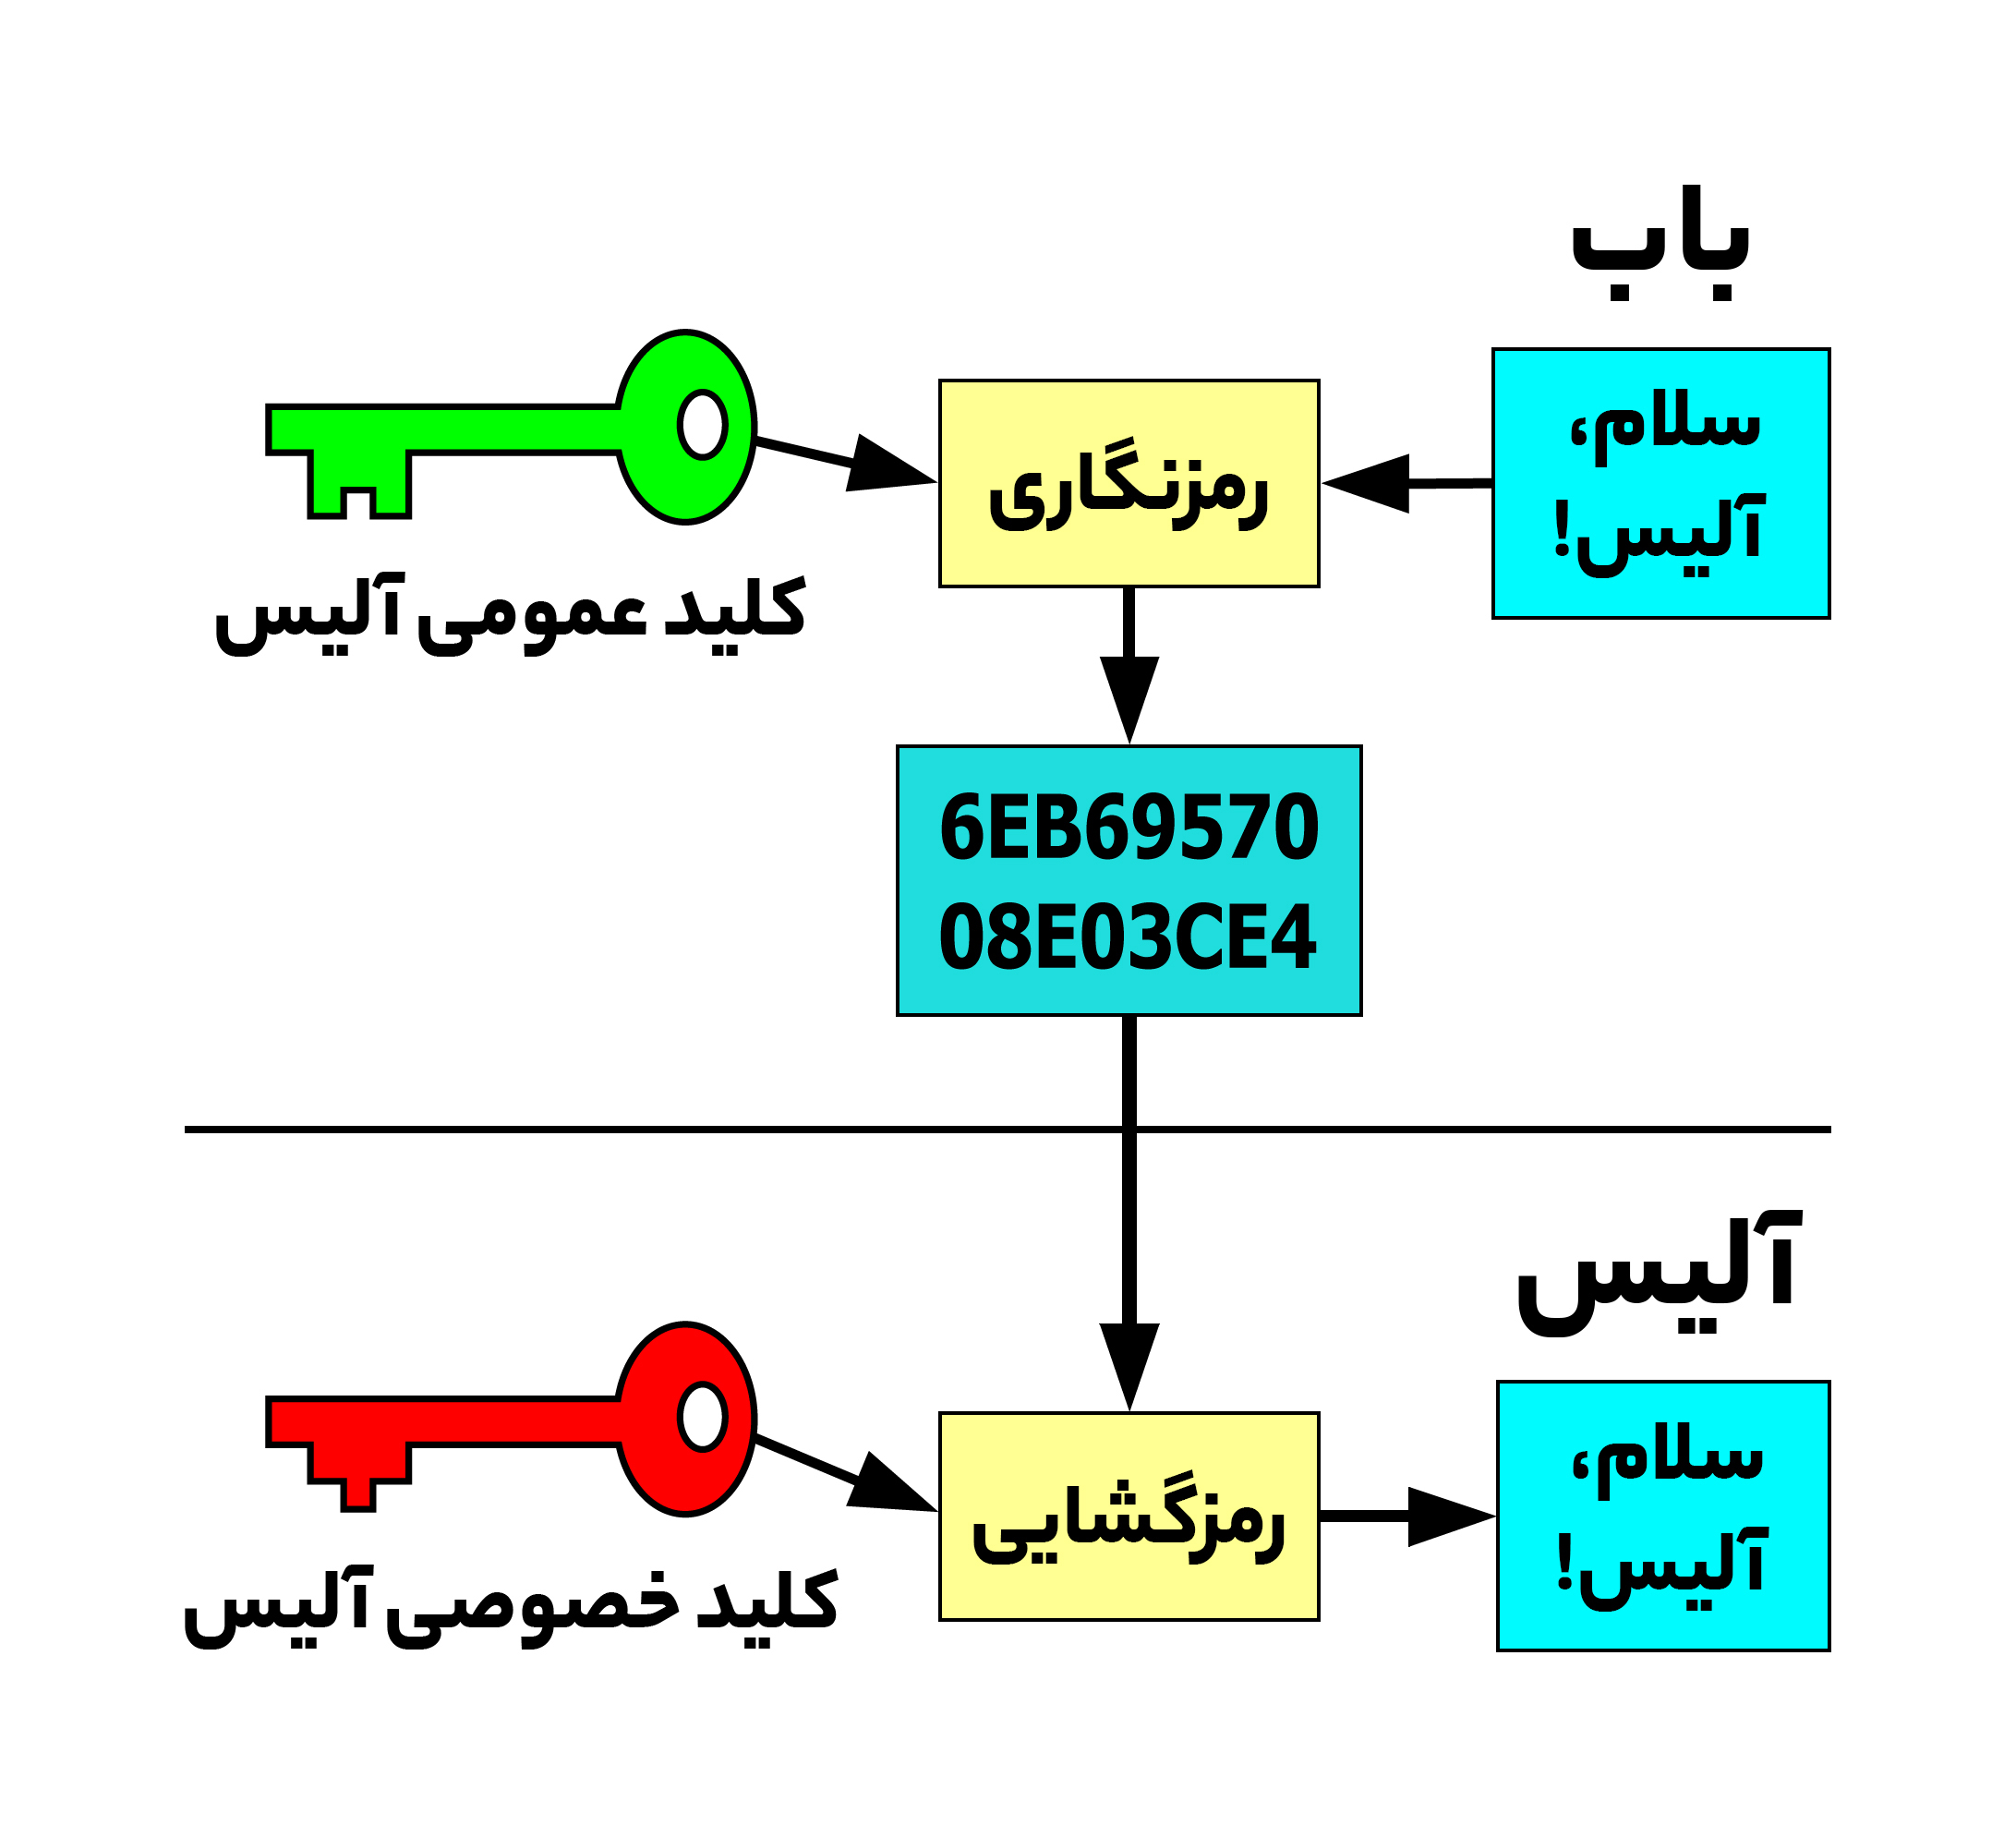 باب
سلام،
آلیس!
رمزنگاری
کلید عمومی آلیس
6EB69570
08E03CE4
آلیس
سلام،
آلیس!
رمزگشایی
کلید خصوصی آلیس